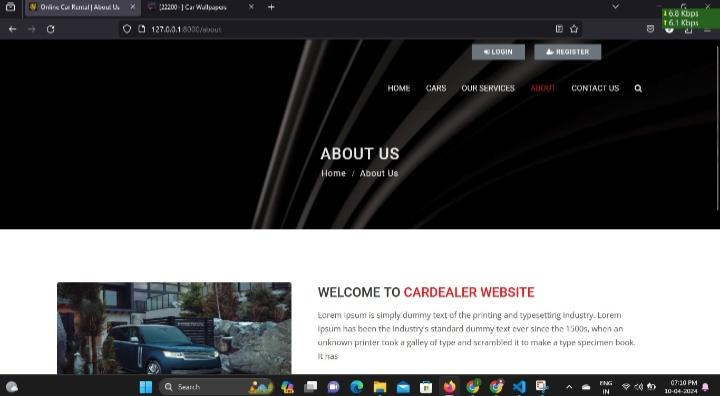 Online Car Rental | About Us
(22200+) Car Wallpapers
6.8 Kbps
6.1 Kbps
127.0.0.1:8000/about
LOGIN
REGISTER
HOME
CARS
OUR SERVICES
ABOUT
CONTACT US
ABOUT US
Home / About Us
WELCOME TO CARDEALER WEBSITE
Lorem Ipsum is simply dummy text of the printing and typesetting industry. Lorem
Ipsum has been the industry's standard dummy text ever since the 1500s, when an
unknown printer took a galley of type and scrambled it to make a type specimen book.
It has
Search
ENG
IN
07:10 PM
10-04-2024